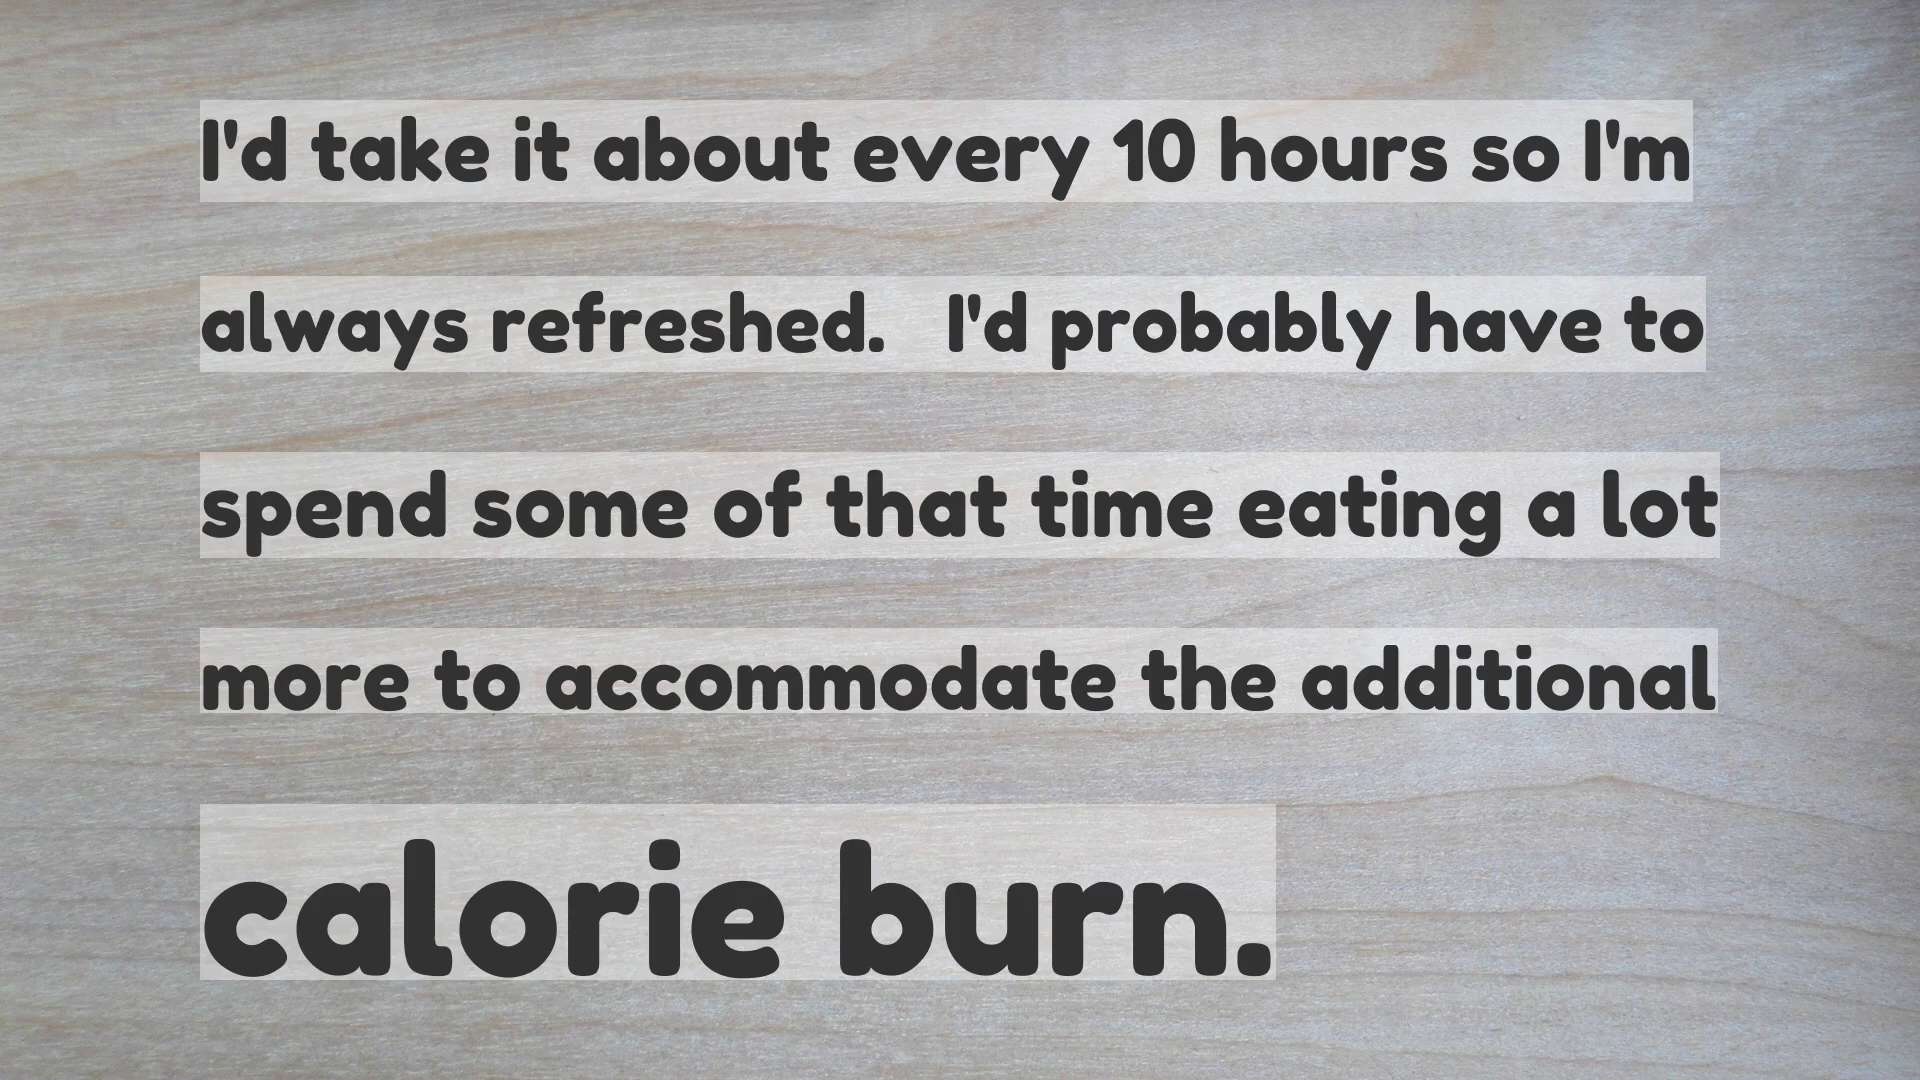 I'd take it about every 10 hours so I'm
always refreshed.   I'd probably have to
spend some of that time eating a lot
more to accommodate the additional
calorie burn.